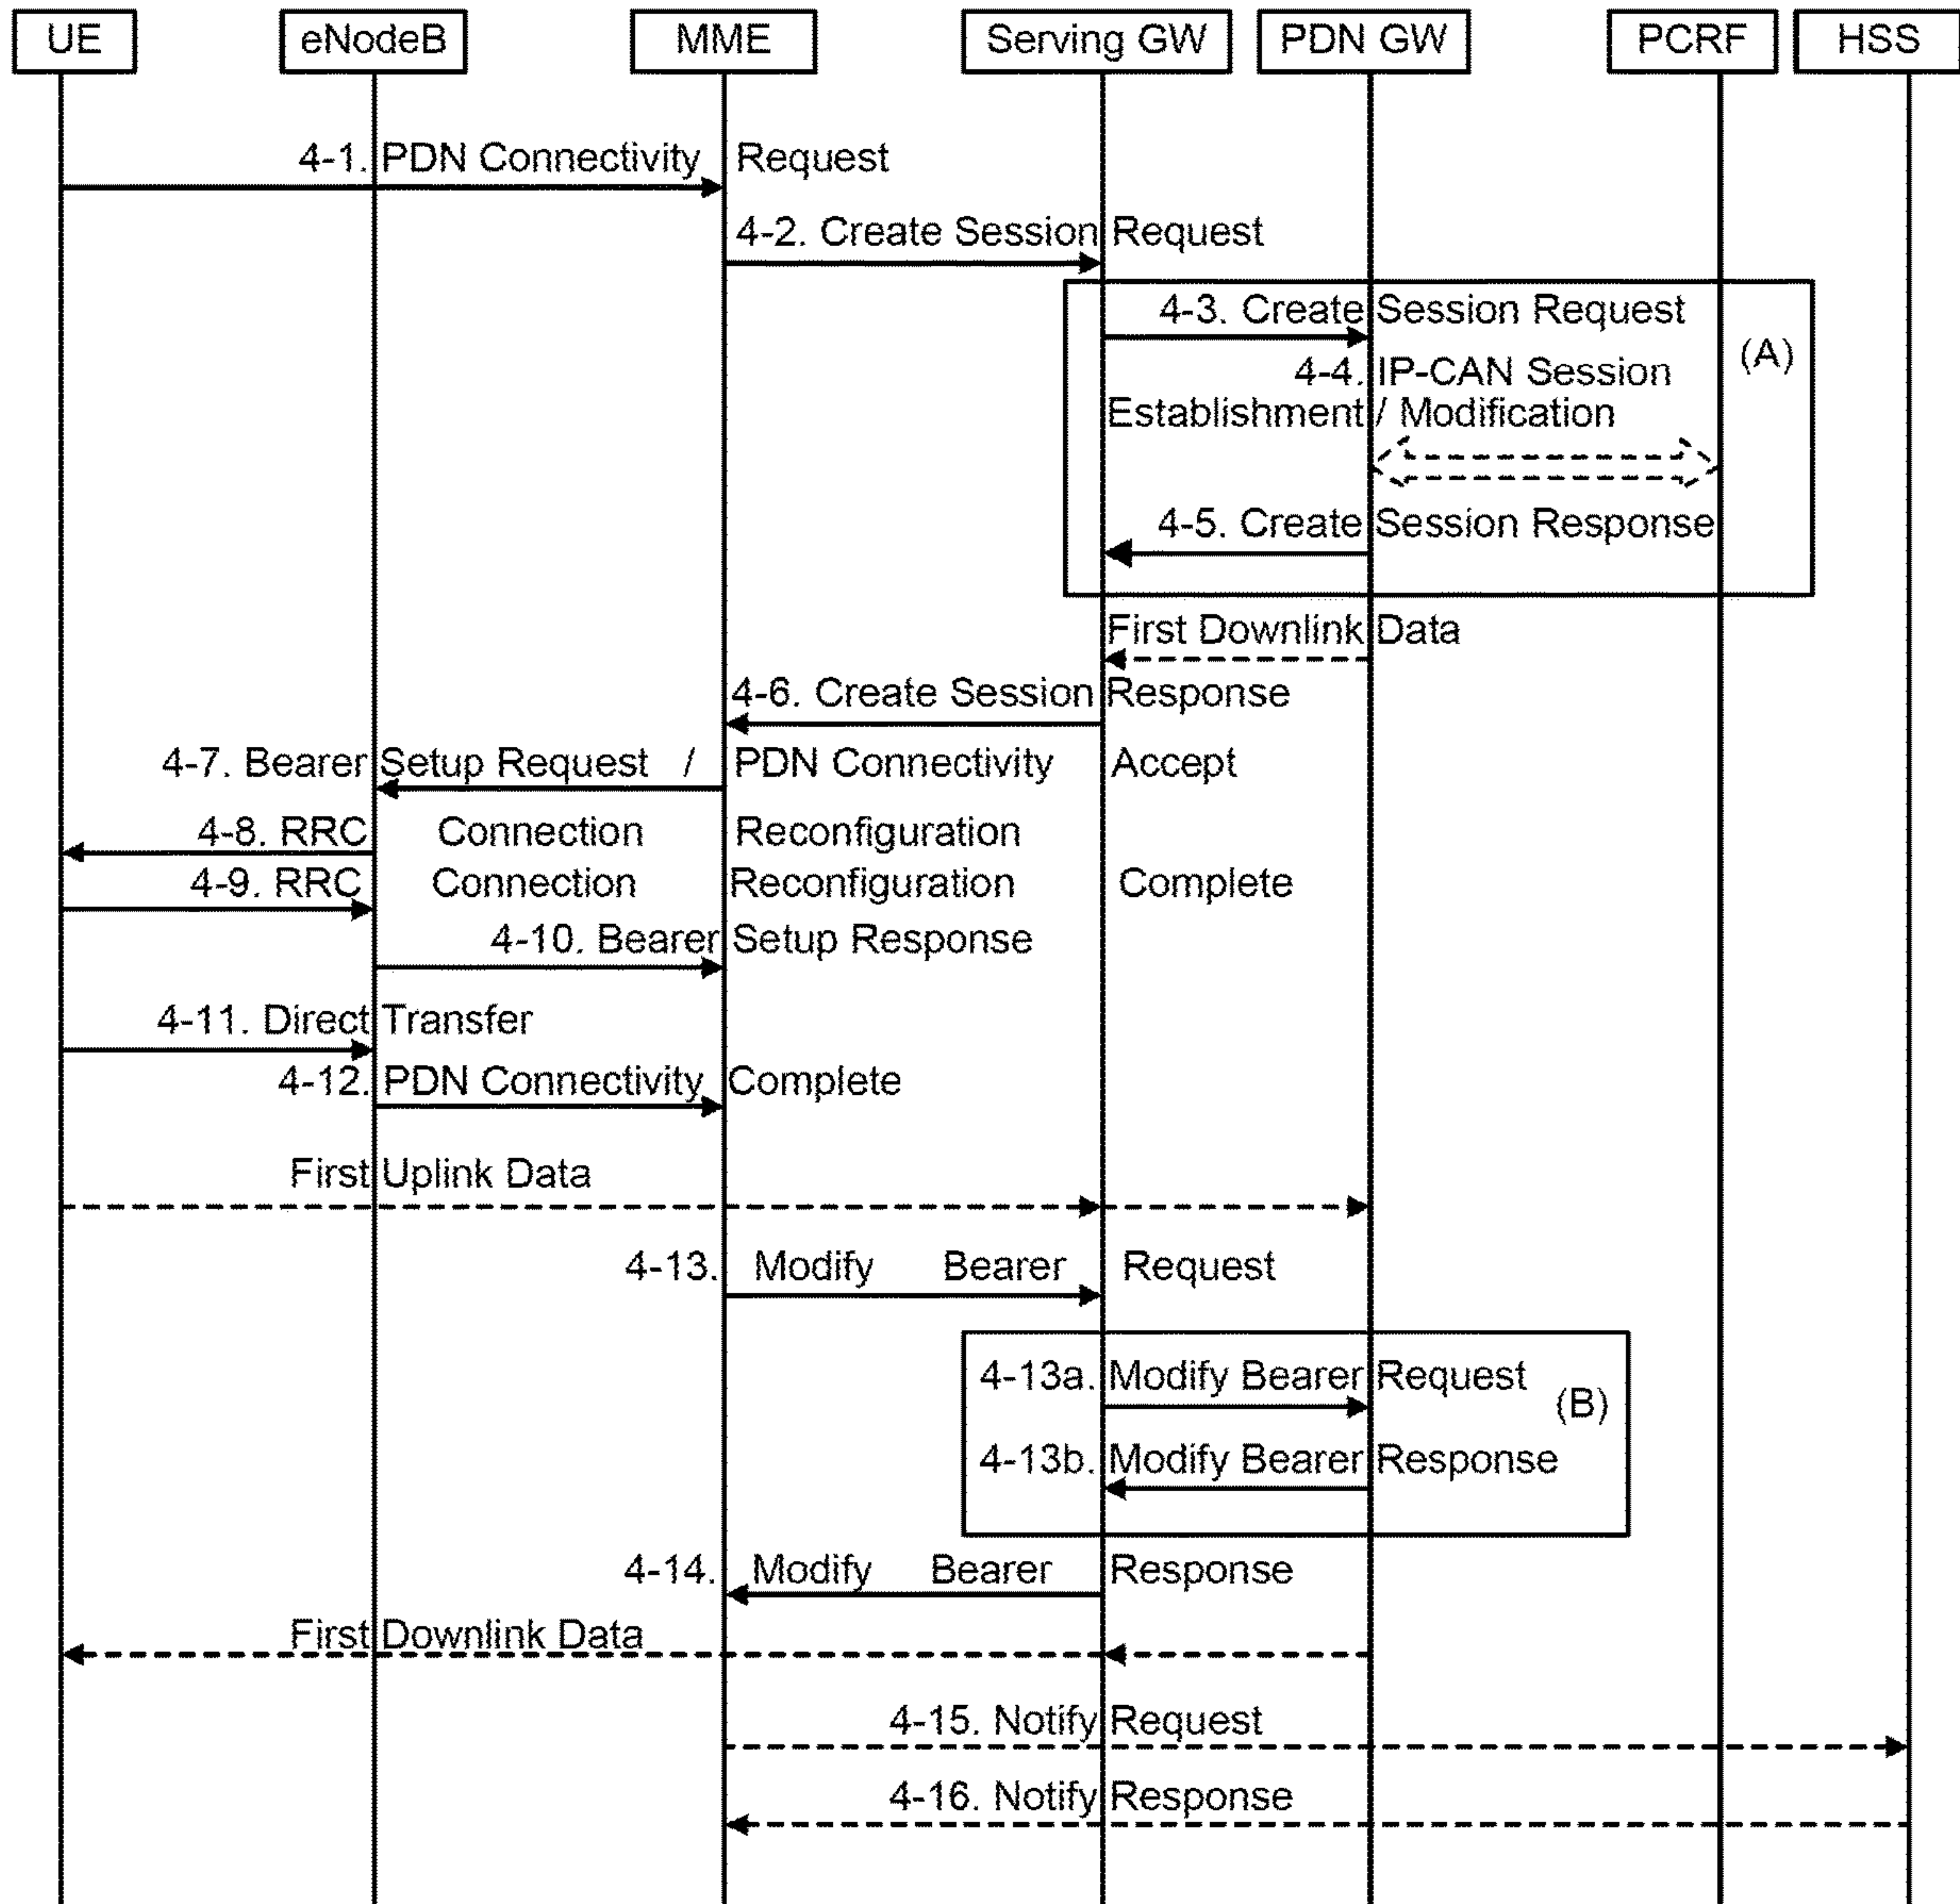 UE eNodeB MME Serving GW PDN GW PCRF HSS
4-1. PDN Connectivity Request
4-2. Create Session Request
4-3. Create Session Request
(A)
4-4. IP-CAN Session
Establishment / Modification
4-5. Create Session Response
First Downlink Data
4-6. Create Session Response
4-7. Bearer Setup Request / PDN Connectivity Accept
4-8. RRC Connection Reconfiguration
4-9. RRC Connection Reconfiguration Complete
4-10. Bearer Setup Response
4-11. Direct Transfer
4-12. PDN Connectivity Complete
First Uplink Data
4-13. Modify Bearer Request
4-13a. Modify Bearer Request
(B)
4-13b. Modify Bearer Response
4-14. Modify Bearer Response
First Downlink Data
4-15. Notify Request
4-16. Notify Response